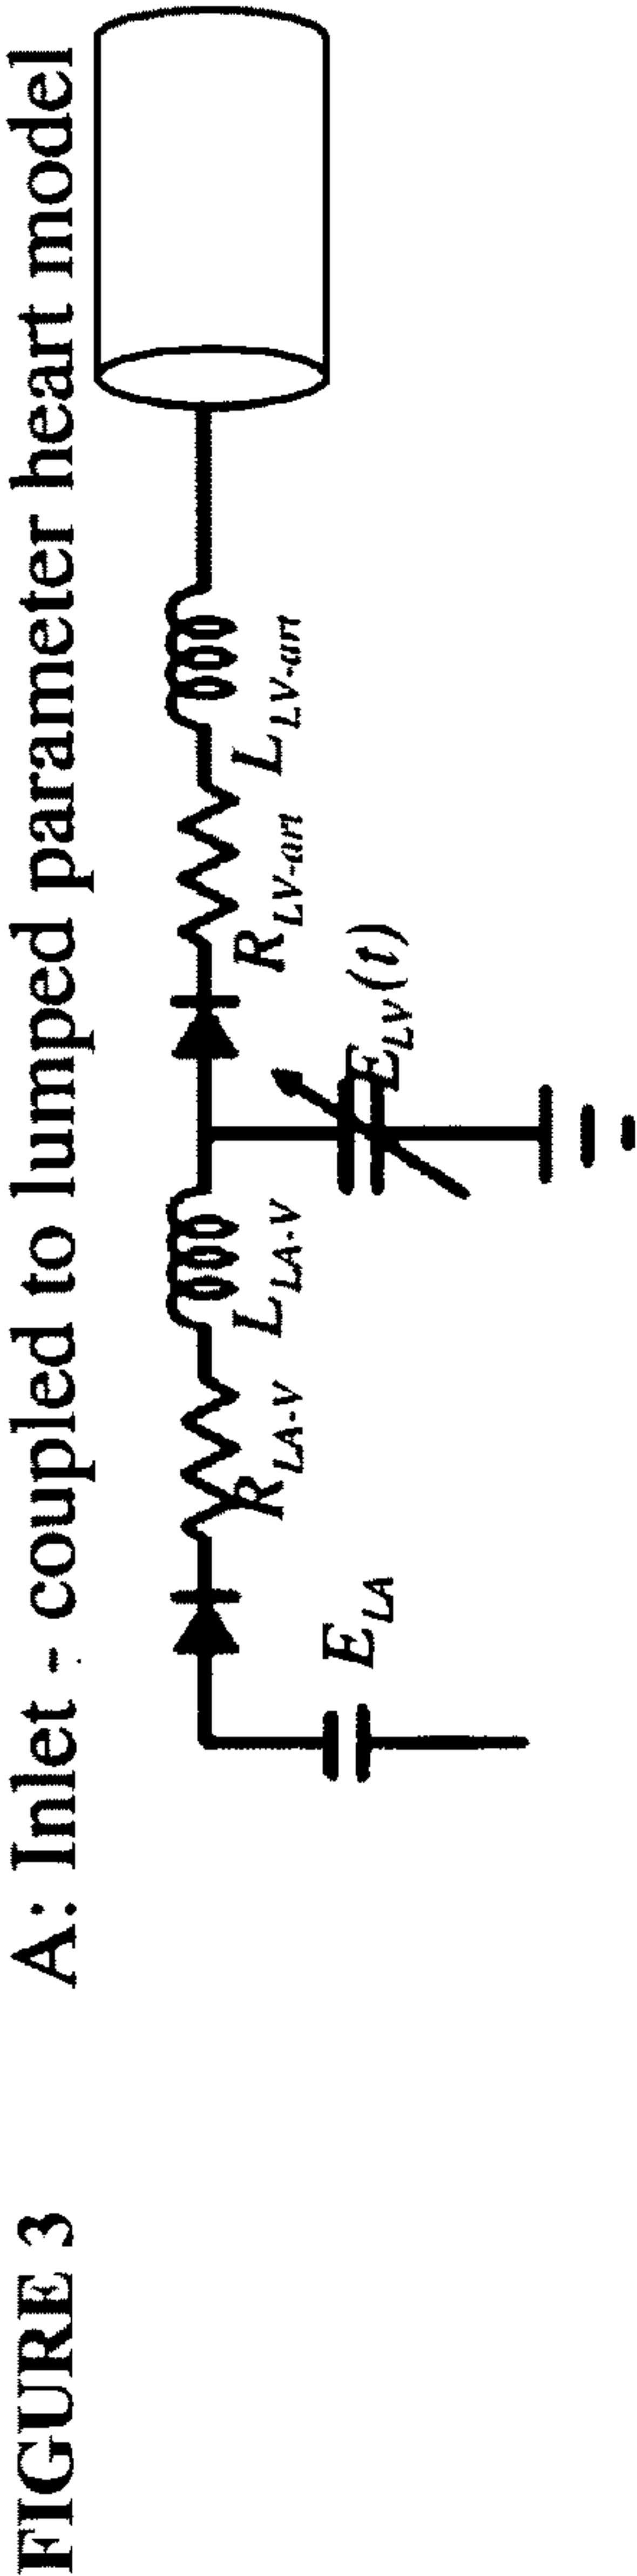 FIGURE 3
A: Inlet - coupled to lumped parameter heart model
E_LA
R_LA-V
L_LA-V
E_LV(t)
R_LV-art
L_LV-art